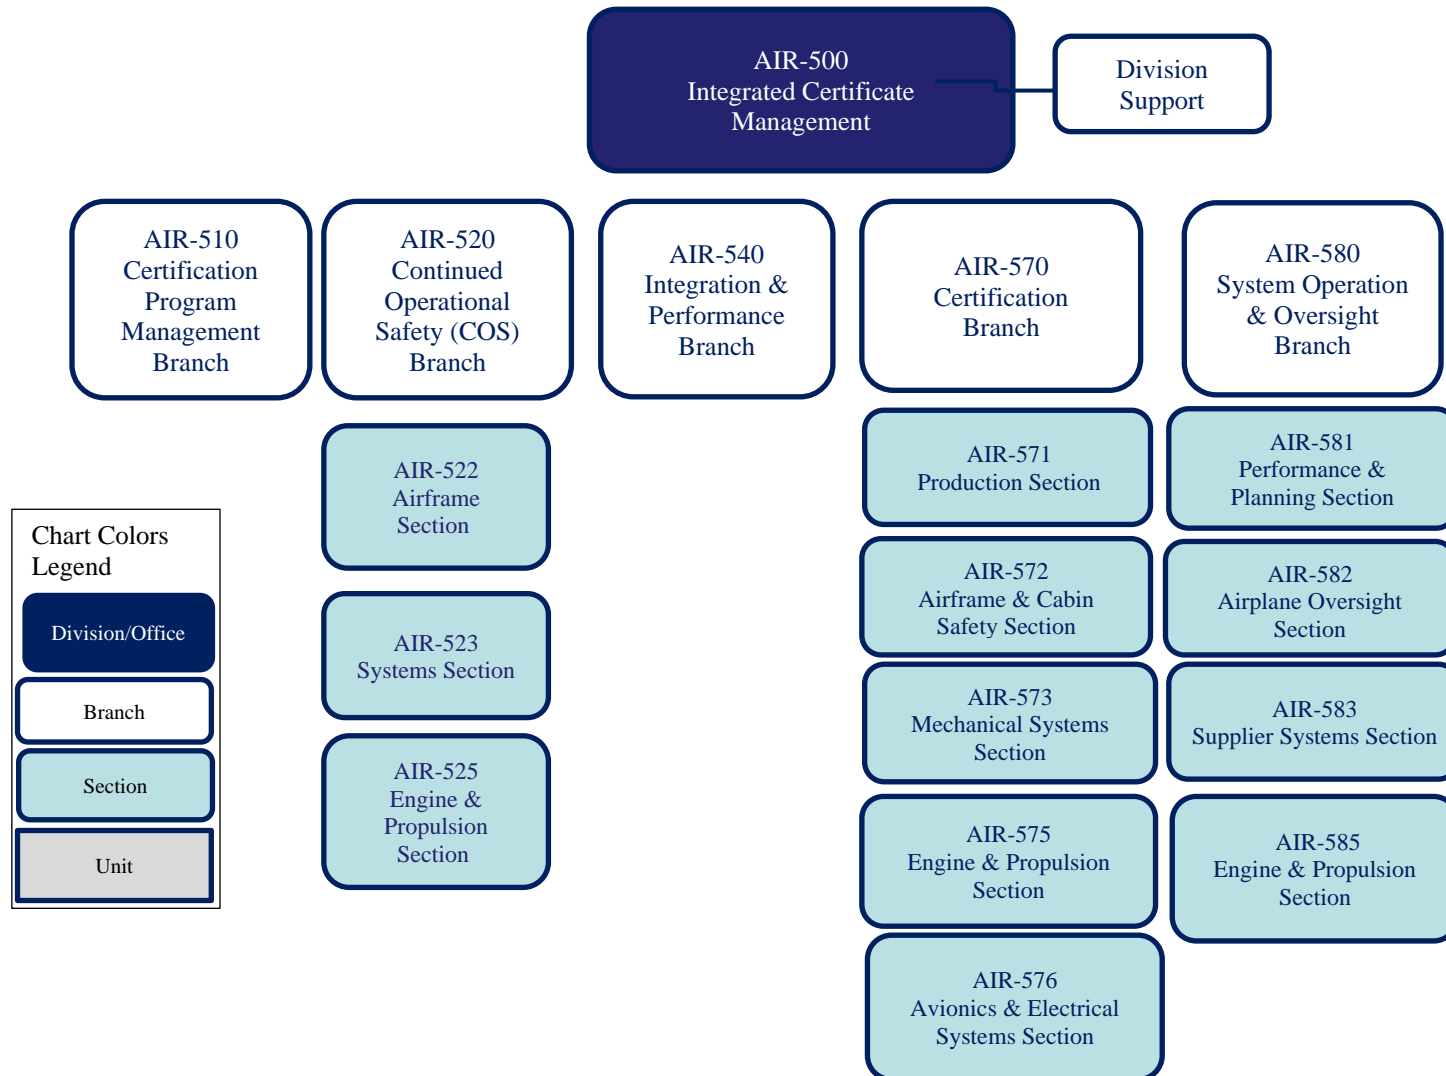 AIR-500
Integrated Certificate
Management
Division
Support
AIR-510
Certification
Program
Management
Branch
AIR-520
Continued
Operational
Safety (COS)
Branch
AIR-540
Integration &
Performance
Branch
AIR-570
Certification
Branch
AIR-580
System Operation
& Oversight
Branch
AIR-522
Airframe
Section
AIR-523
Systems Section
AIR-525
Engine &
Propulsion
Section
AIR-571
Production Section
AIR-572
Airframe & Cabin
Safety Section
AIR-573
Mechanical Systems
Section
AIR-575
Engine & Propulsion
Section
AIR-576
Avionics & Electrical
Systems Section
AIR-581
Performance &
Planning Section
AIR-582
Airplane Oversight
Section
AIR-583
Supplier Systems Section
AIR-585
Engine & Propulsion
Section
Chart Colors
Legend
Division/Office
Branch
Section
Unit